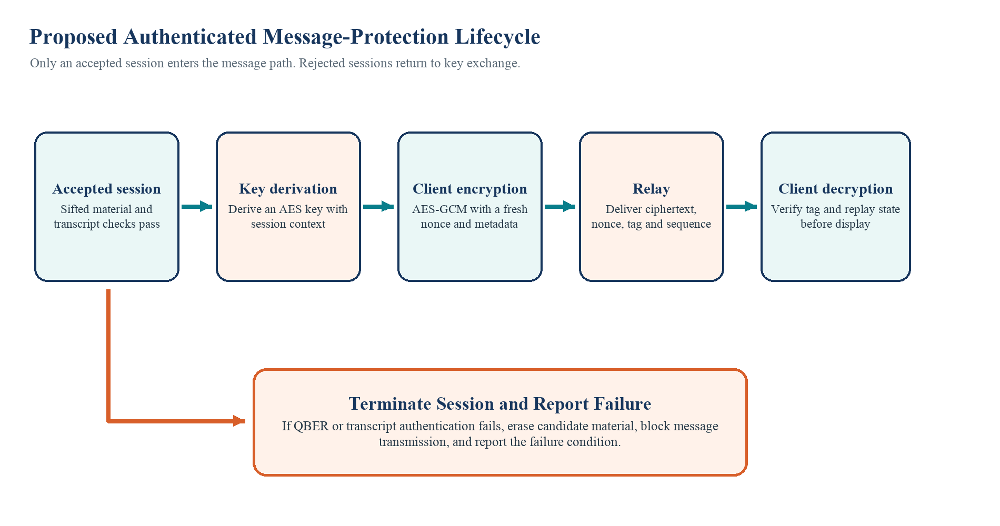 Proposed Authenticated Message-Protection Lifecycle
Only an accepted session enters the message path. Rejected sessions return to key exchange.
Accepted session
Sifted material and
transcript checks pass
Key derivation
Derive an AES key with
session context
Client encryption
AES-GCM with a fresh
nonce and metadata
Relay
Deliver ciphertext,
nonce, tag and sequence
Client decryption
Verify tag and replay state
before display
Terminate Session and Report Failure
If QBER or transcript authentication fails, erase candidate material, block message
transmission, and report the failure condition.